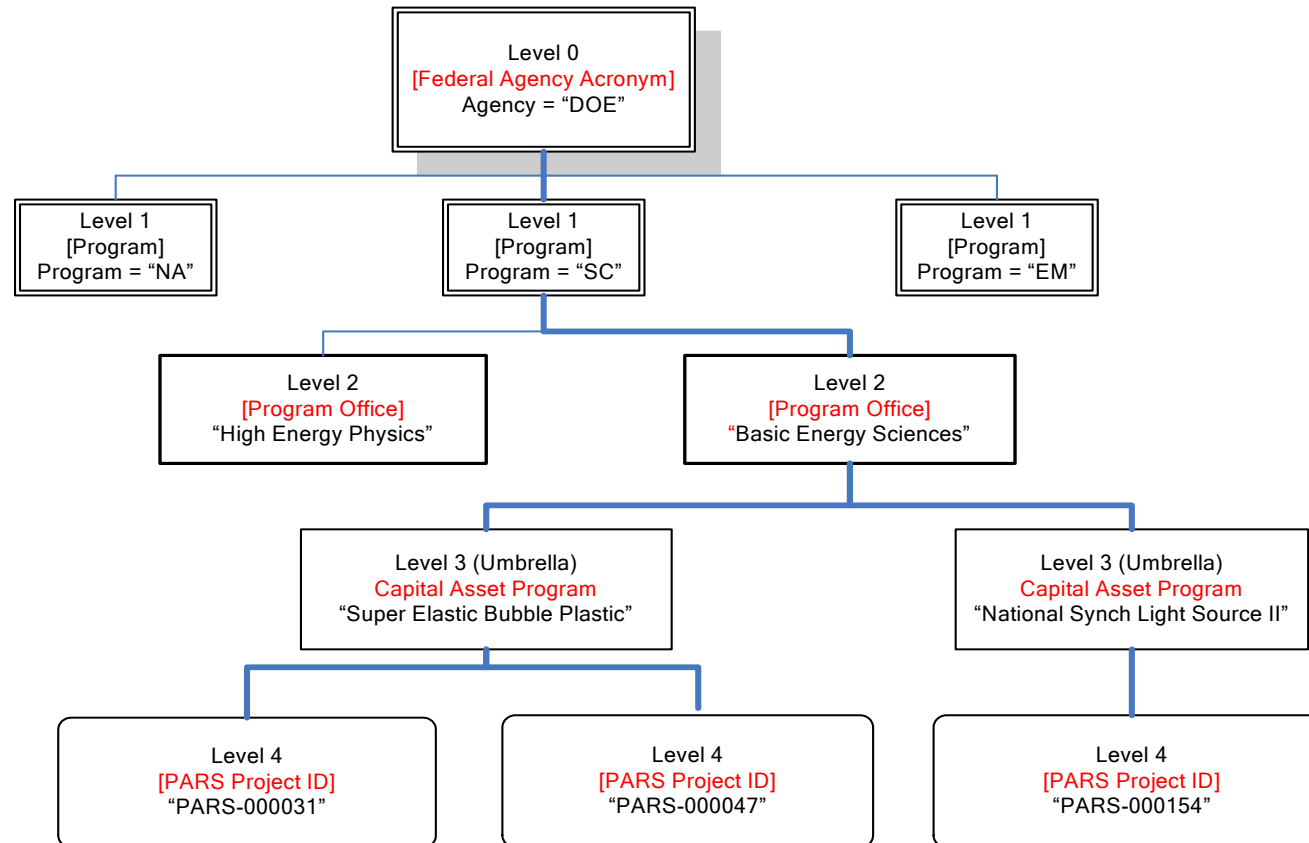 Level 0
[Federal Agency Acronym]
Agency = “DOE”
Level 1
[Program]
Program = “NA”
Level 1
[Program]
Program = “SC”
Level 1
[Program]
Program = “EM”
Level 2
[Program Office]
“High Energy Physics”
Level 2
[Program Office]
“Basic Energy Sciences”
Level 3 (Umbrella)
Capital Asset Program
“Super Elastic Bubble Plastic”
Level 3 (Umbrella)
Capital Asset Program
“National Synch Light Source II”
Level 4
[PARS Project ID]
“PARS-000031”
Level 4
[PARS Project ID]
“PARS-000047”
Level 4
[PARS Project ID]
“PARS-000154”